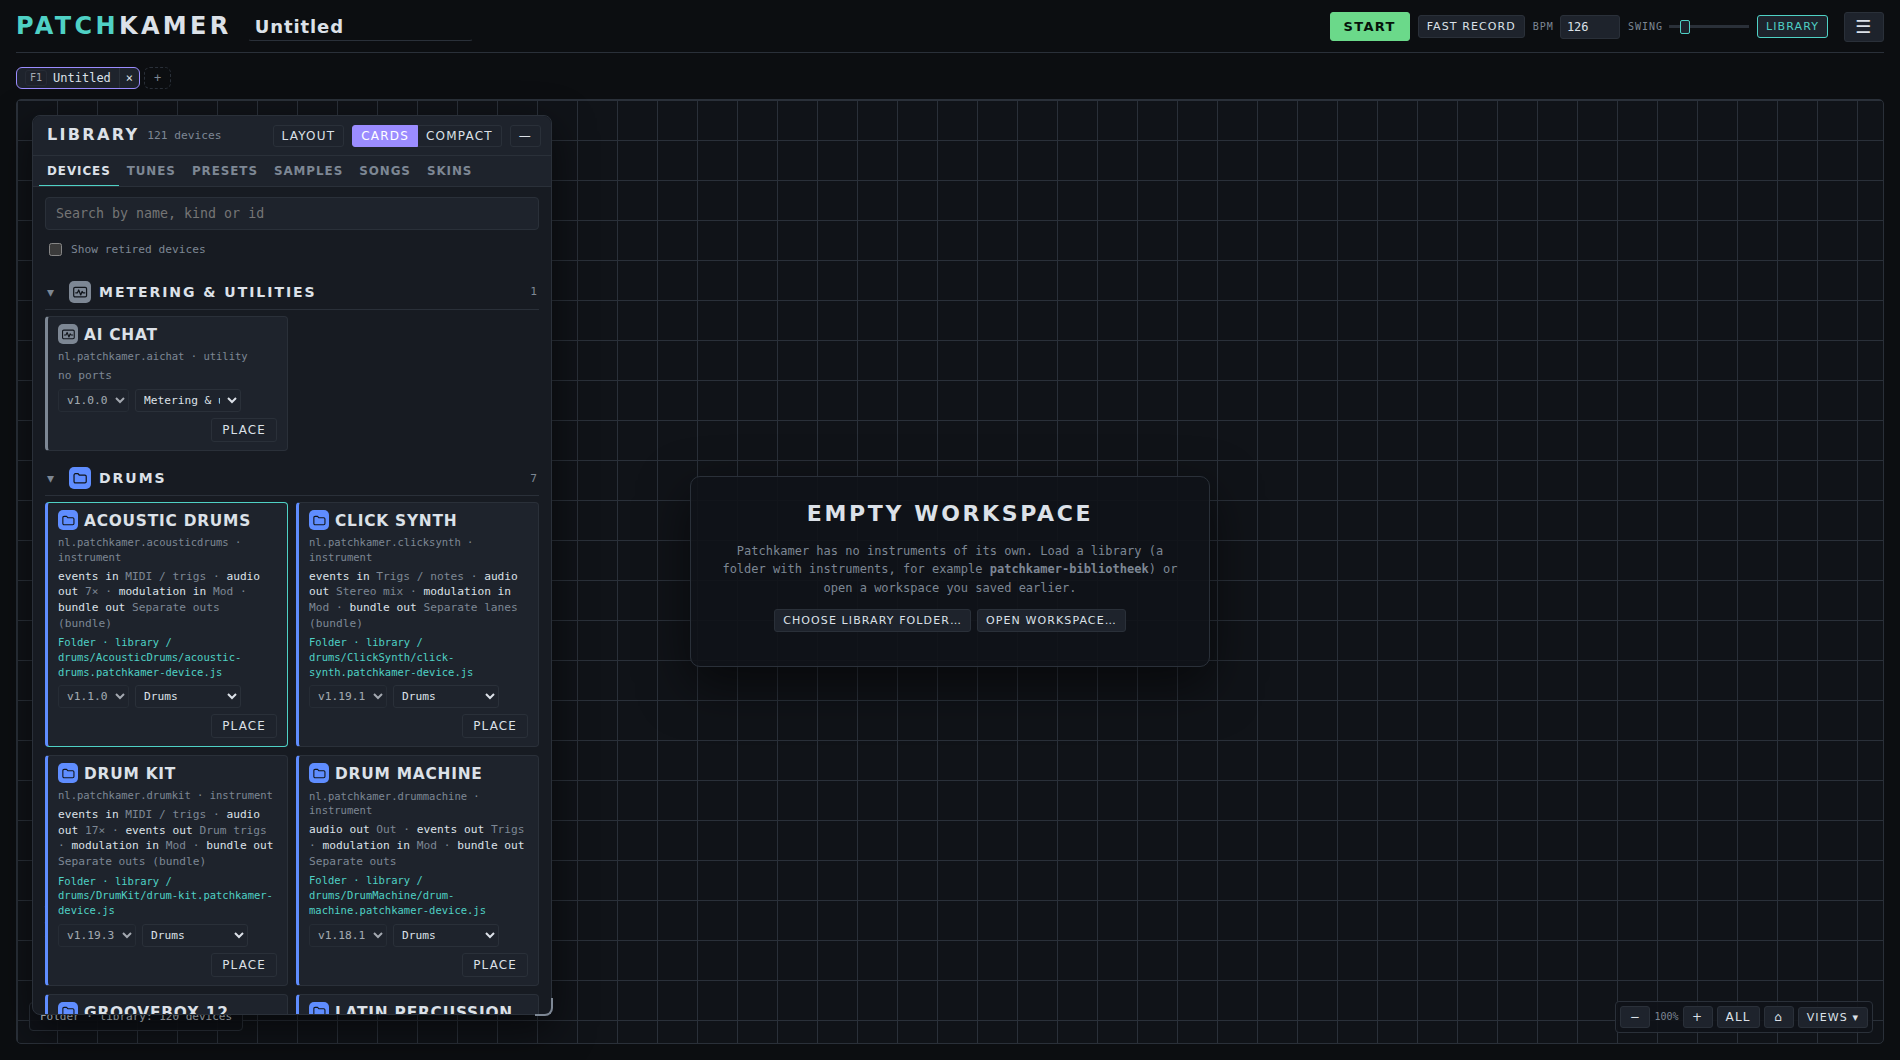 PATCHKAMER Untitled START FAST RECORD BPM 126 SWING LIBRARY
F1 Untitled × +
LIBRARY 121 devices LAYOUT CARDS COMPACT —
DEVICES TUNES PRESETS SAMPLES SONGS SKINS
Search by name, kind or id
Show retired devices
METERING & UTILITIES 1
AI CHAT
nl.patchkamer.aichat · utility
no ports
v1.0.0 Metering & u
PLACE
DRUMS 7
ACOUSTIC DRUMS
nl.patchkamer.acousticdrums ·
instrument
events in MIDI / trigs · audio
out 7× · modulation in Mod ·
bundle out Separate outs
(bundle)
Folder · library /
drums/AcousticDrums/acoustic-
drums.patchkamer-device.js
v1.1.0 Drums
PLACE
CLICK SYNTH
nl.patchkamer.clicksynth ·
instrument
events in Trigs / notes · audio
out Stereo mix · modulation in
Mod · bundle out Separate lanes
(bundle)
Folder · library /
drums/ClickSynth/click-
synth.patchkamer-device.js
v1.19.1 Drums
PLACE
DRUM KIT
nl.patchkamer.drumkit · instrument
events in MIDI / trigs · audio
out 17× · events out Drum trigs
· modulation in Mod · bundle out
Separate outs (bundle)
Folder · library /
drums/DrumKit/drum-kit.patchkamer-
device.js
v1.19.3 Drums
PLACE
DRUM MACHINE
nl.patchkamer.drummachine ·
instrument
audio out Out · events out Trigs
· modulation in Mod · bundle out
Separate outs
Folder · library /
drums/DrumMachine/drum-
machine.patchkamer-device.js
v1.18.1 Drums
PLACE
GROOVEBOX 12
LATIN PERCUSSION
Folder · library: 120 devices
EMPTY WORKSPACE
Patchkamer has no instruments of its own. Load a library (a
folder with instruments, for example patchkamer-bibliotheek) or
open a workspace you saved earlier.
CHOOSE LIBRARY FOLDER… OPEN WORKSPACE…
− 100% + ALL ⌂ VIEWS ▾